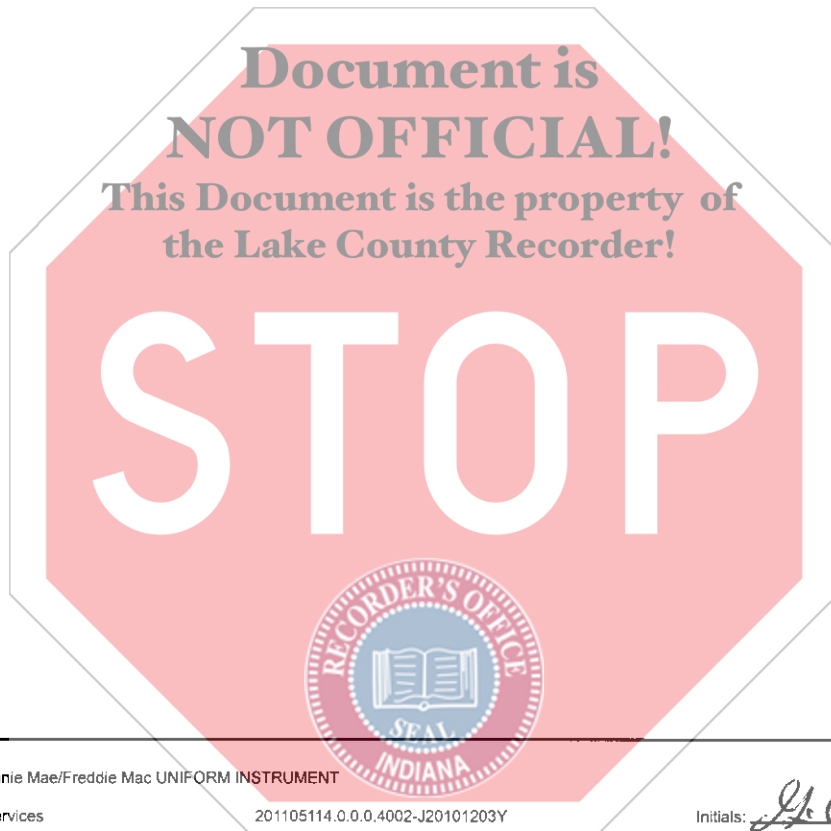 Document is
NOT OFFICIAL!
This Document is the property of
the Lake County Recorder!
STOP
RECORDER'S OFFICE
SEAL
INDIANA
nie Mae/Freddie Mac UNIFORM INSTRUMENT
ervices 201105114.0.0.0.4002-J20101203Y Initials: